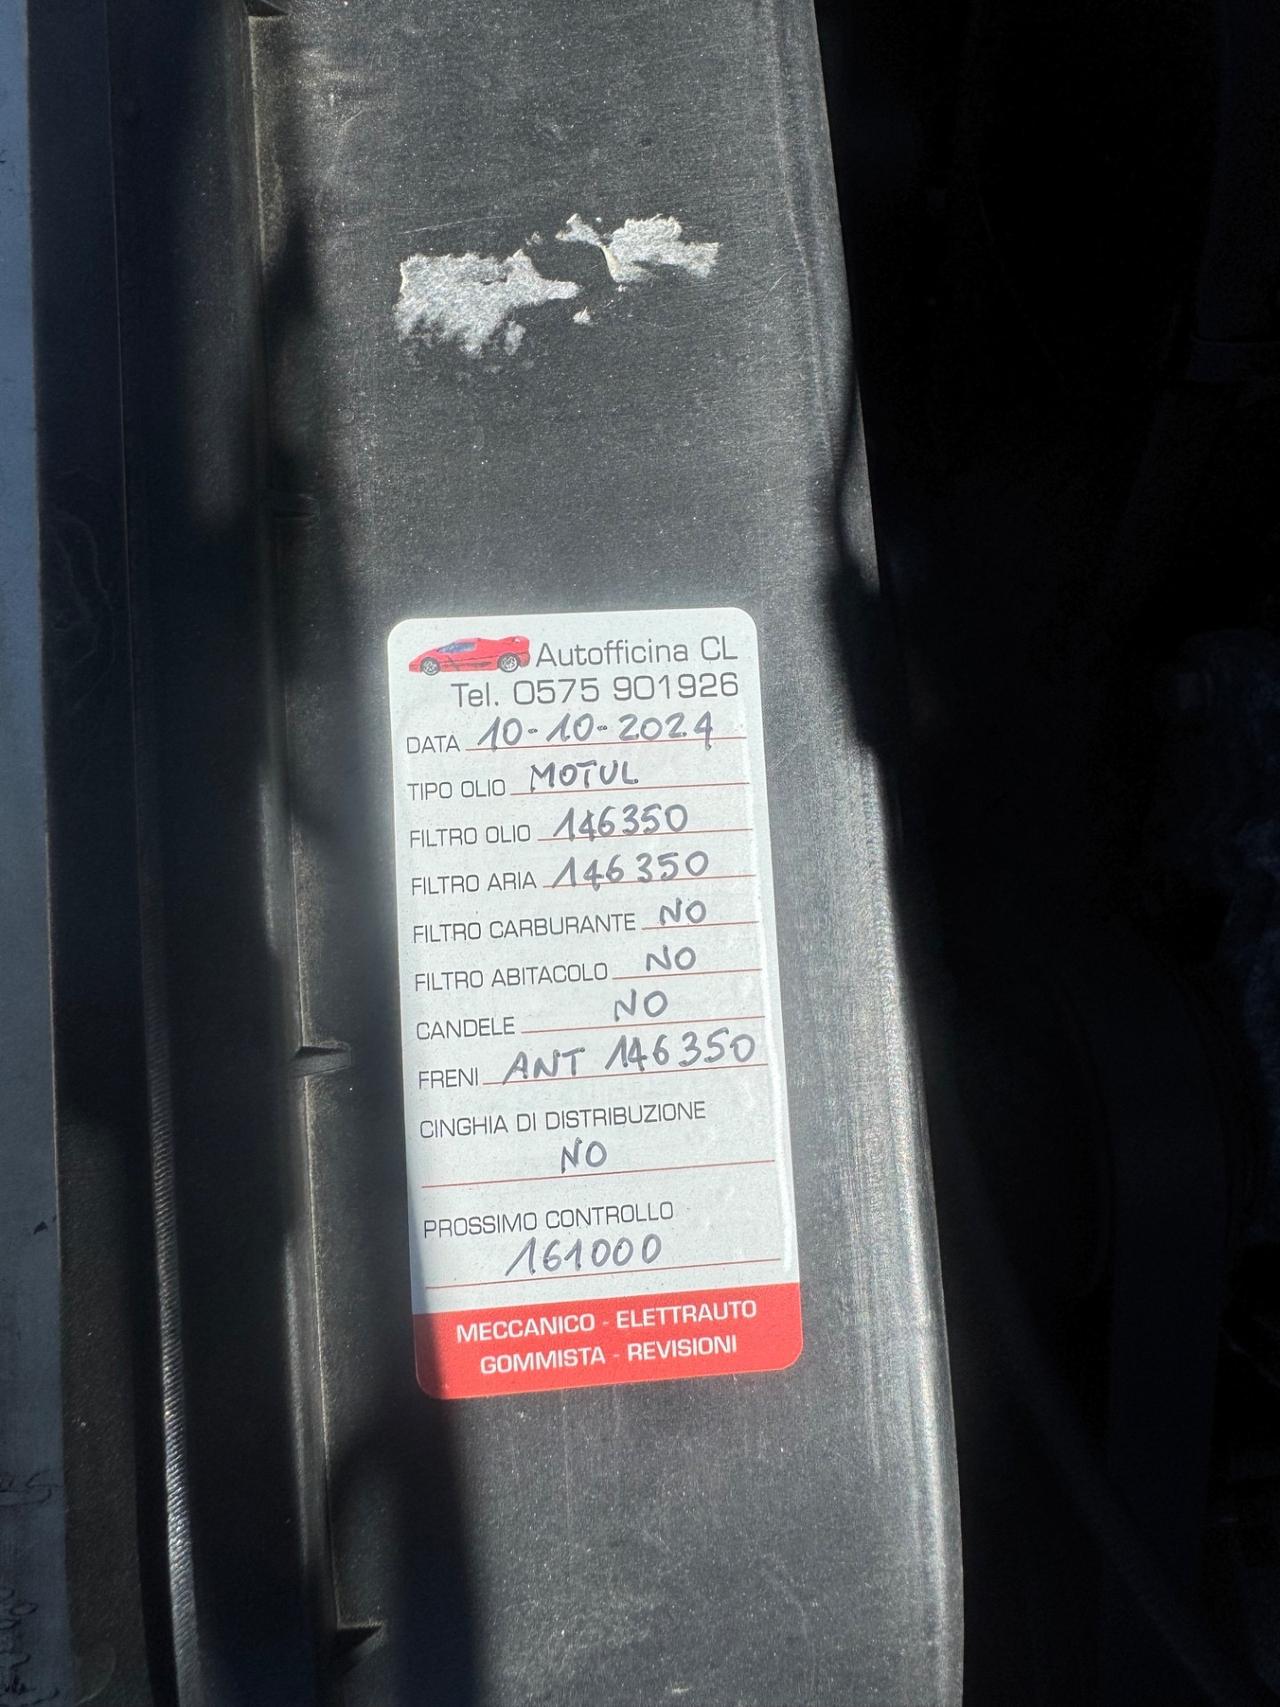 Autofficina CL
Tel. 0575 901926
DATA 10-10-2024
TIPO OLIO MOTUL
FILTRO OLIO 146350
FILTRO ARIA 146350
FILTRO CARBURANTE NO
FILTRO ABITACOLO NO
CANDELE NO
FRENI ANT 146350
CINGHIA DI DISTRIBUZIONE
NO
PROSSIMO CONTROLLO
161000
MECCANICO - ELETTRAUTO
GOMMISTA - REVISIONI